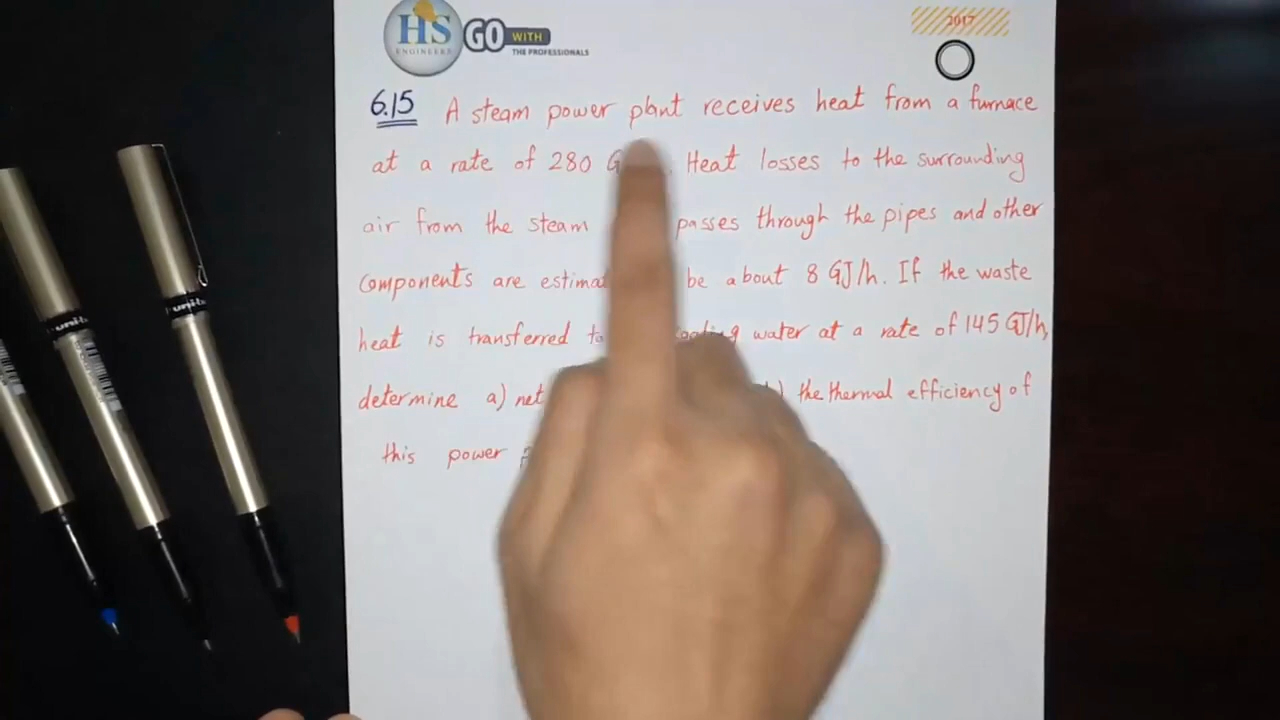 HS
ENGINEERS
GO WITH
THE PROFESSIONALS
2017
6.15 A steam power plant receives heat from a furnace
at a rate of 280 Heat losses to the surrounding
air from the steam passes through the pipes and other
components are be about 8 GJ/h. If the waste
heat is transferred to water at a rate of 145 GJ/h,
determine a) net the thermal efficiency of
this power
uni
uni